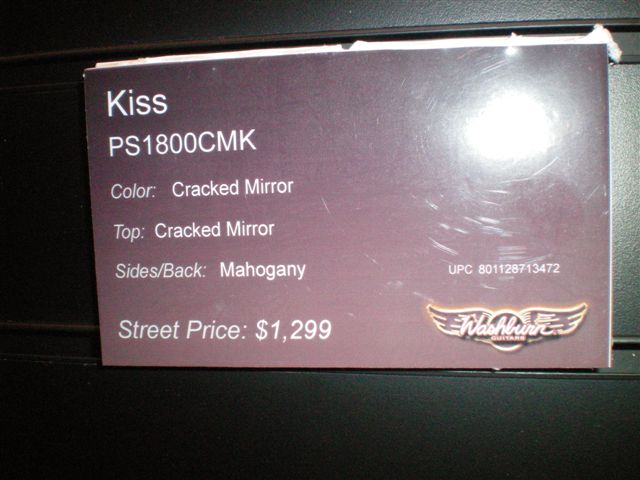 Kiss
PS1800CMK
Color: Cracked Mirror
Top: Cracked Mirror
Sides/Back: Mahogany
UPC 801128713472
Street Price: $1,299
Washburn
GUITARS